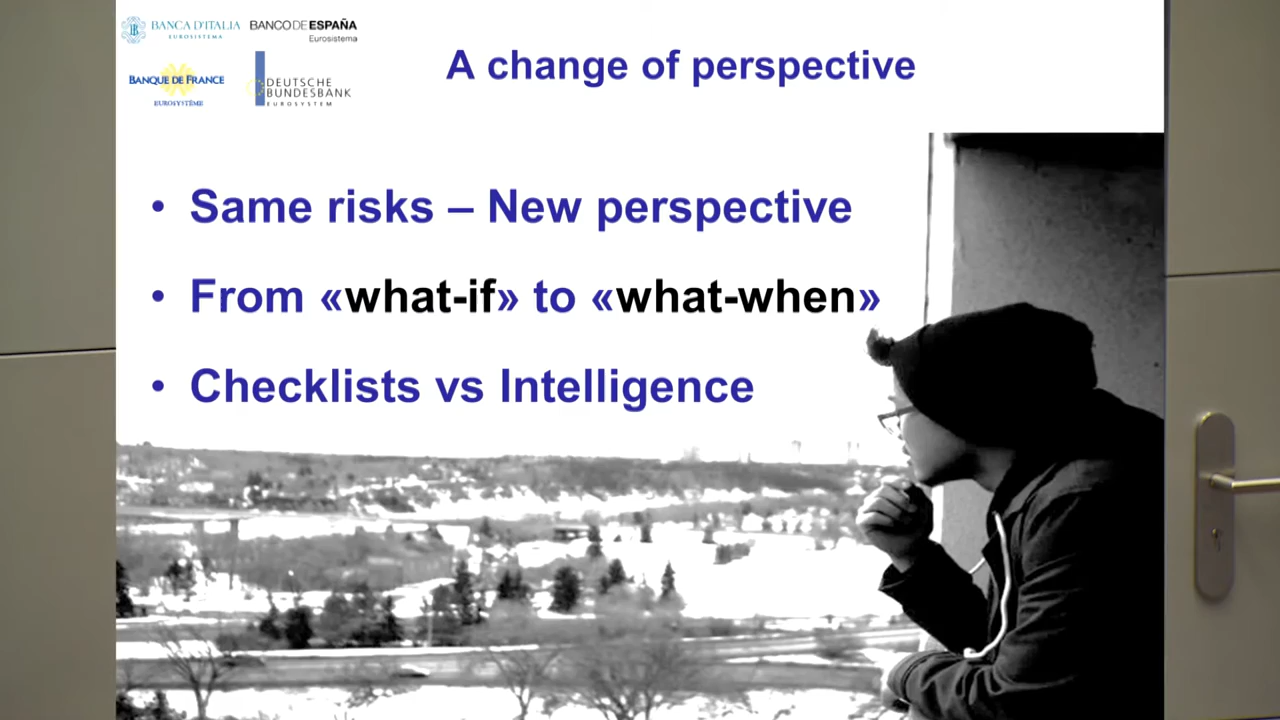 BANCA D'ITALIA
EUROSISTEMA
BANCO DE ESPAÑA
Eurosistema
BANQUE DE FRANCE
EUROSYSTÈME
DEUTSCHE
BUNDESBANK
EUROSYSTEM
A change of perspective
• Same risks – New perspective
• From «what-if» to «what-when»
• Checklists vs Intelligence